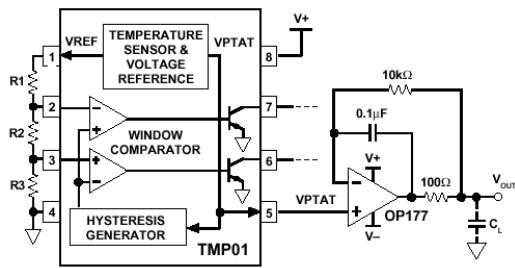 V+
VREF
TEMPERATURE
SENSOR &
VOLTAGE
REFERENCE
VPTAT
1
8
R1
10kΩ
2
7
0.1μF
R2
WINDOW
COMPARATOR
3
6
V+
R3
VPTAT
100Ω
VOUT
HYSTERESIS
GENERATOR
4
5
OP177
V–
CL
TMP01